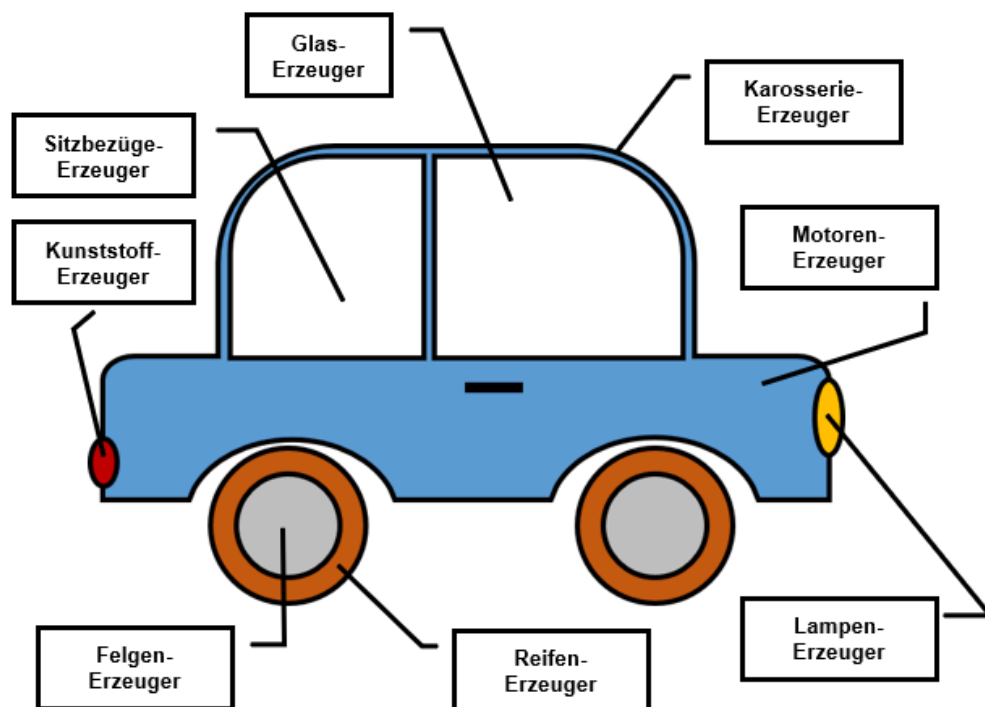 Glas-
Erzeuger
Karosserie-
Erzeuger
Sitzbezüge-
Erzeuger
Kunststoff-
Erzeuger
Motoren-
Erzeuger
Lampen-
Erzeuger
Felgen-
Erzeuger
Reifen-
Erzeuger